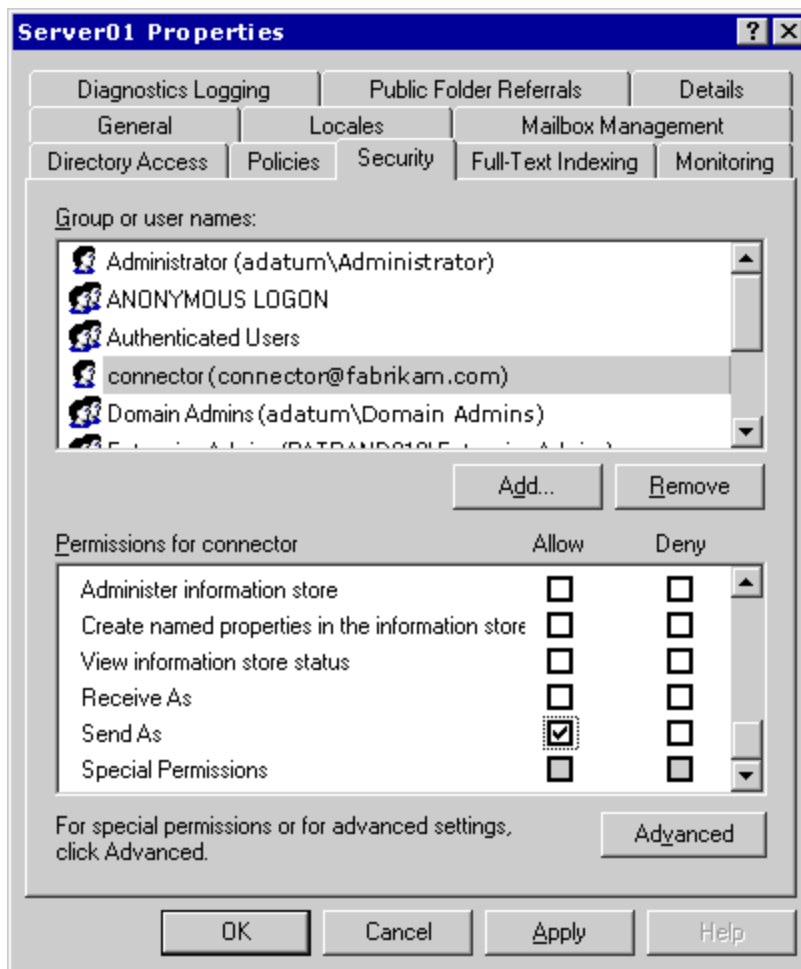 Server01 Properties
Diagnostics Logging Public Folder Referrals Details
General Locales Mailbox Management
Directory Access Policies Security Full-Text Indexing Monitoring
Group or user names:
Administrator (adatum\Administrator)
ANONYMOUS LOGON
Authenticated Users
connector (connector@fabrikam.com)
Domain Admins (adatum\Domain Admins)
Add... Remove
Permissions for connector Allow Deny
Administer information store
Create named properties in the information store
View information store status
Receive As
Send As
Special Permissions
For special permissions or for advanced settings,
click Advanced.
Advanced
OK Cancel Apply Help